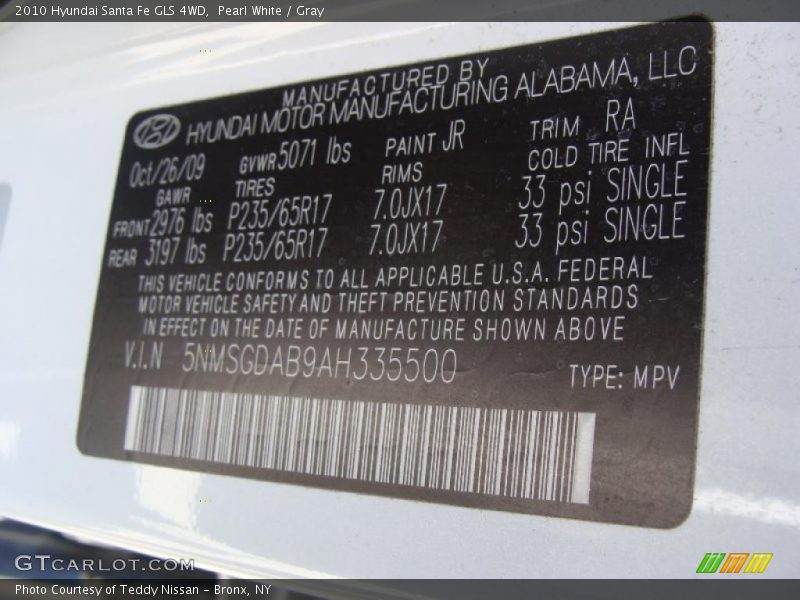 2010 Hyundai Santa Fe GLS 4WD,  Pearl White / Gray
MANUFACTURED BY
HYUNDAI MOTOR MANUFACTURING ALABAMA, LLC
Oct/26/09 GVWR 5071 lbs PAINT JR TRIM RA
GAWR TIRES RIMS COLD TIRE INFL
FRONT 2976 lbs P235/65R17 7.0JX17 33 psi SINGLE
REAR 3197 lbs P235/65R17 7.0JX17 33 psi SINGLE
THIS VEHICLE CONFORMS TO ALL APPLICABLE U.S.A. FEDERAL
MOTOR VEHICLE SAFETY AND THEFT PREVENTION STANDARDS
IN EFFECT ON THE DATE OF MANUFACTURE SHOWN ABOVE
V.I.N 5NMSGDAB9AH335500
TYPE: MPV
GTCARLOT.COM
Photo Courtesy of Teddy Nissan - Bronx, NY